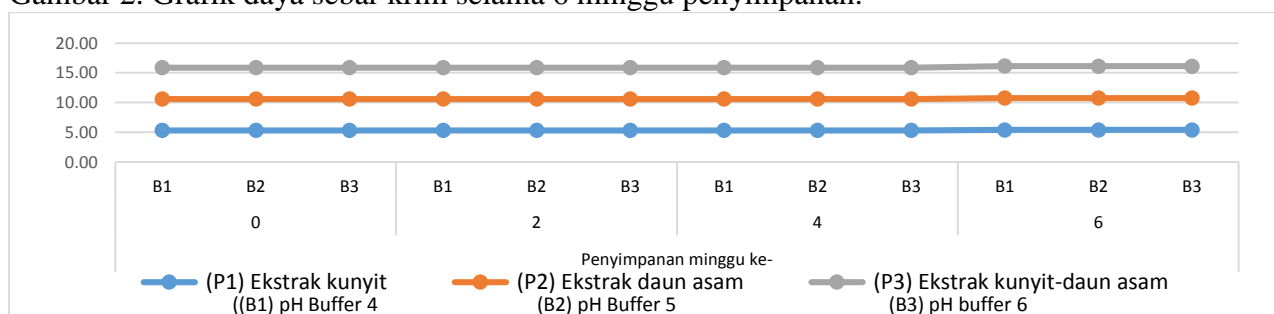 Gambar 2. Grafik daya sebar krim selama 6 minggu penyimpanan.
20.00
15.00
10.00
5.00
0.00
B1 B2 B3 B1 B2 B3 B1 B2 B3 B1 B2 B3
0 2 4 6
Penyimpanan minggu ke-
(P1) Ekstrak kunyit (P2) Ekstrak daun asam (P3) Ekstrak kunyit-daun asam
((B1) pH Buffer 4 (B2) pH Buffer 5 (B3) pH buffer 6